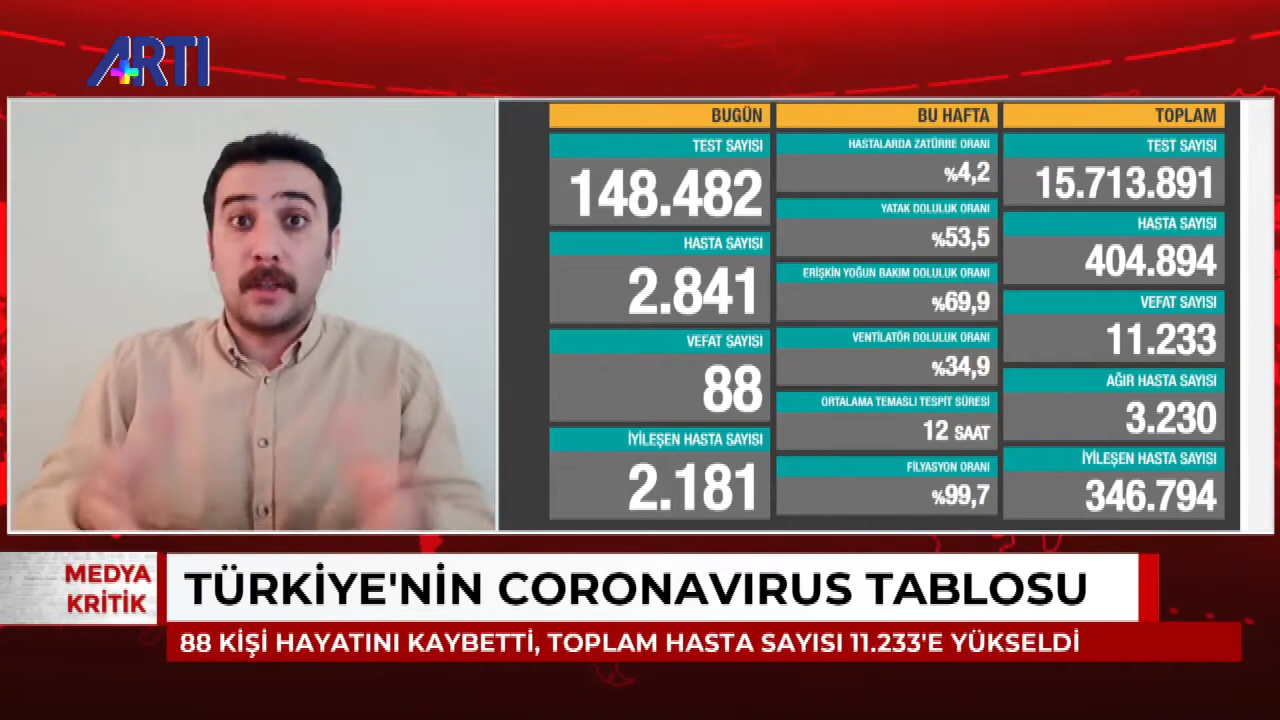 ARTI
BUGÜN
TEST SAYISI
148.482
HASTA SAYISI
2.841
VEFAT SAYISI
88
İYİLEŞEN HASTA SAYISI
2.181
BU HAFTA
HASTALARDA ZATÜRRE ORANI
%4,2
YATAK DOLULUK ORANI
%53,5
ERİŞKİN YOĞUN BAKIM DOLULUK ORANI
%69,9
VENTİLATÖR DOLULUK ORANI
%34,9
ORTALAMA TEMASLI TESPİT SÜRESİ
12 SAAT
FİLYASYON ORANI
%99,7
TOPLAM
TEST SAYISI
15.713.891
HASTA SAYISI
404.894
VEFAT SAYISI
11.233
AĞIR HASTA SAYISI
3.230
İYİLEŞEN HASTA SAYISI
346.794
MEDYA
KRİTİK
TÜRKİYE'NİN CORONAVIRUS TABLOSU
88 KİŞİ HAYATINI KAYBETTİ, TOPLAM HASTA SAYISI 11.233'E YÜKSELDİ